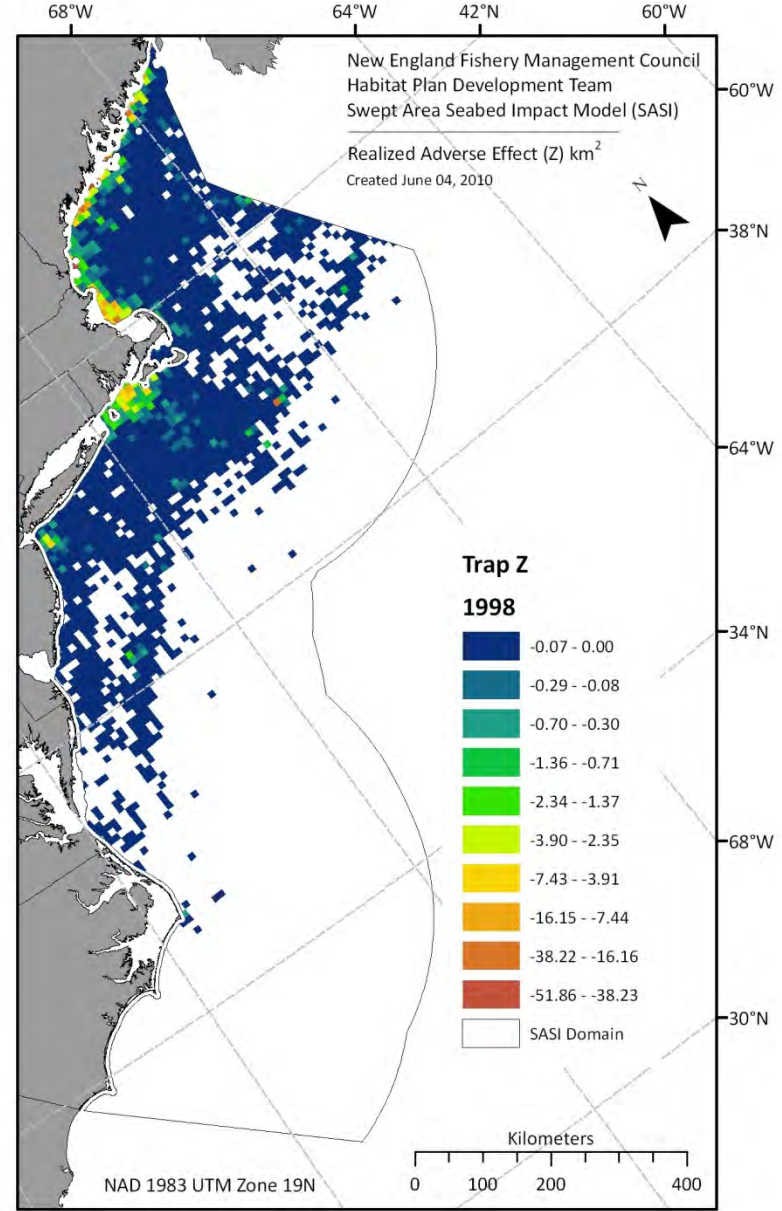 68°W 64°W 42°N 60°W
New England Fishery Management Council
Habitat Plan Development Team
Swept Area Seabed Impact Model (SASI)
Realized Adverse Effect (Z) km²
Created June 04, 2010
N
60°W
38°N
64°W
34°N
68°W
30°N
Trap Z
1998
-0.07 - 0.00
-0.29 - -0.08
-0.70 - -0.30
-1.36 - -0.71
-2.34 - -1.37
-3.90 - -2.35
-7.43 - -3.91
-16.15 - -7.44
-38.22 - -16.16
-51.86 - -38.23
SASI Domain
Kilometers
0 100 200 400
NAD 1983 UTM Zone 19N